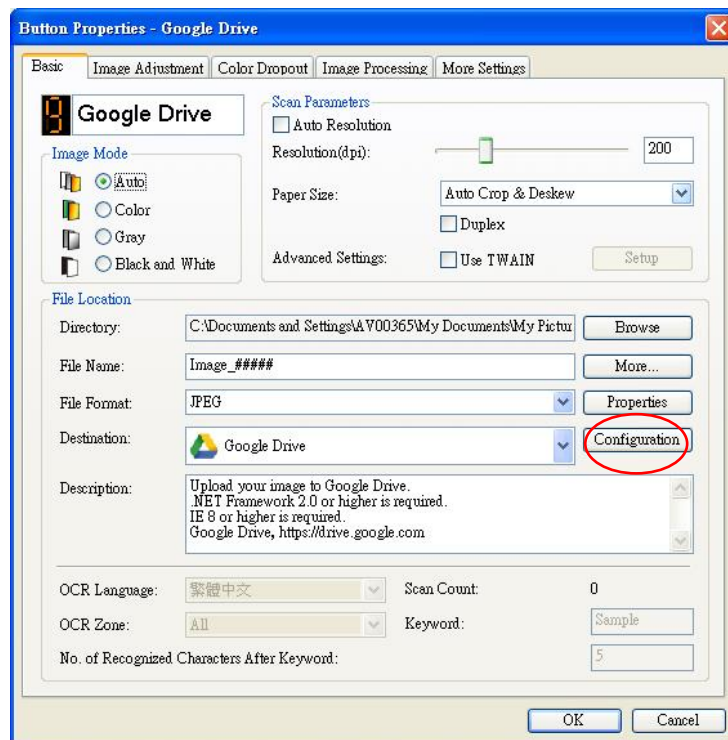 Button Properties - Google Drive
Basic Image Adjustment Color Dropout Image Processing More Settings
9 Google Drive
Image Mode
Auto
Color
Gray
Black and White
Scan Parameters
Auto Resolution
Resolution(dpi): 200
Paper Size: Auto Crop & Deskew
Duplex
Advanced Settings: Use TWAIN Setup
File Location
Directory: C:\Documents and Settings\AV00365\My Documents\My Pictu Browse
File Name: Image_##### More...
File Format: JPEG Properties
Destination: Google Drive Configuration
Description: Upload your image to Google Drive.
.NET Framework 2.0 or higher is required.
IE 8 or higher is required.
Google Drive, https://drive.google.com
OCR Language: 繁體中文 Scan Count: 0
OCR Zone: All Keyword: Sample
No. of Recognized Characters After Keyword: 5
OK Cancel